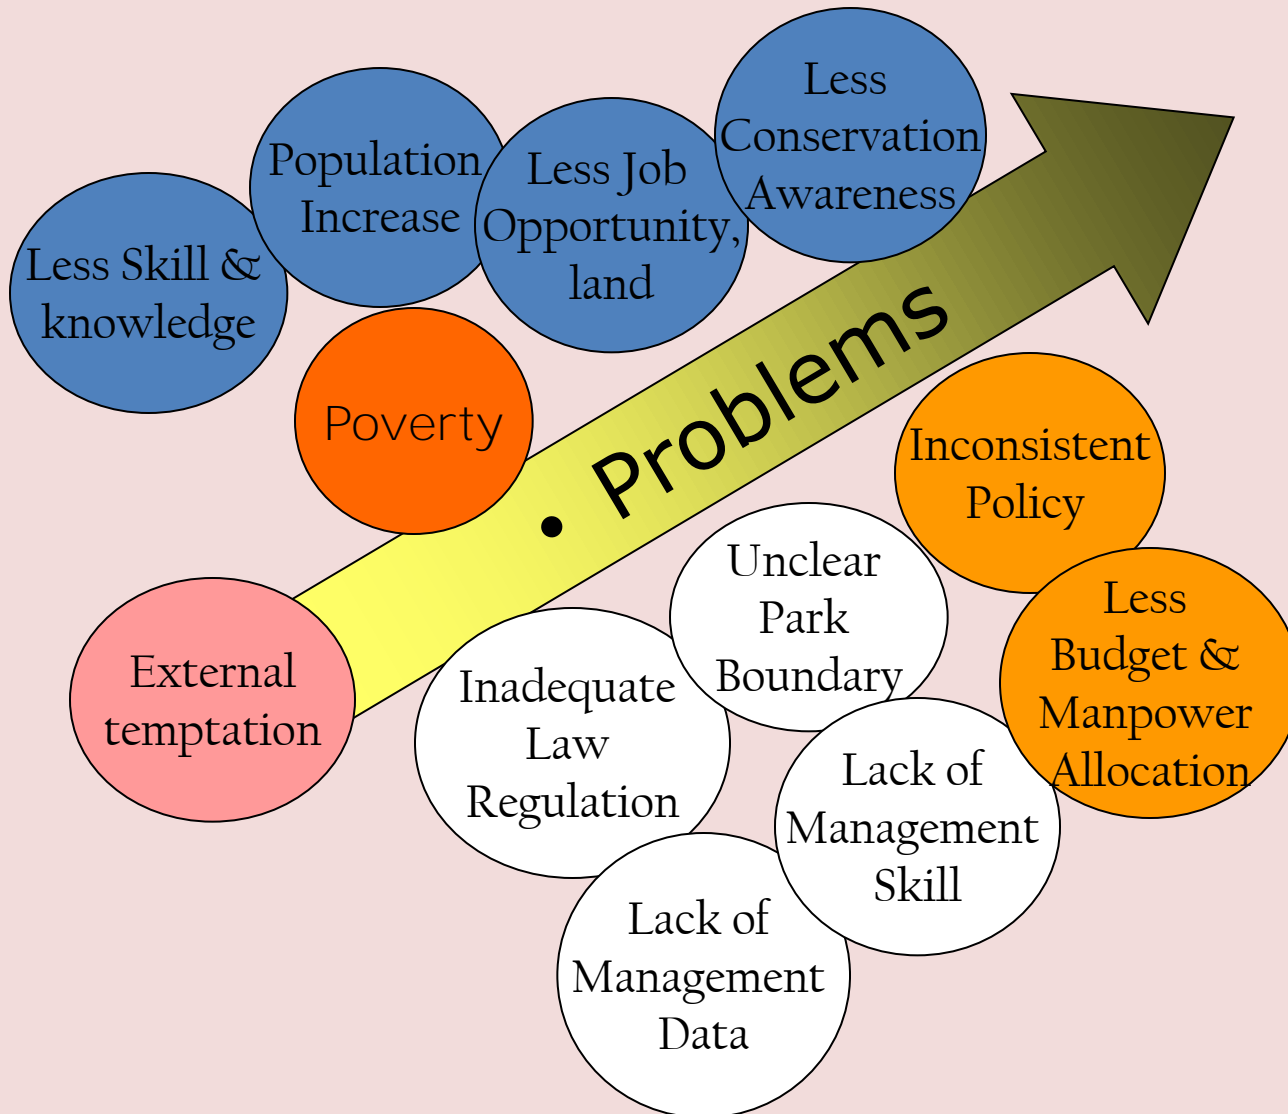 Less
Conservation
Awareness
Population
Increase
Less Job
Opportunity,
land
Less Skill &
knowledge
Poverty
• Problems
External
temptation
Inconsistent
Policy
Less
Budget &
Manpower
Allocation
Unclear
Park
Boundary
Inadequate
Law
Regulation
Lack of
Management
Skill
Lack of
Management
Data